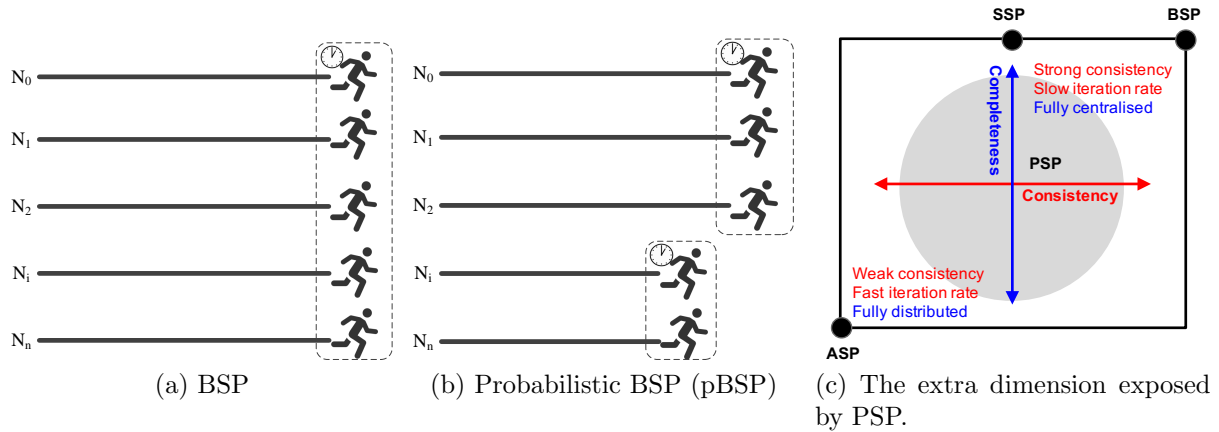 N0
N1
N2
Ni
Nn
(a) BSP
N0
N1
N2
Ni
Nn
(b) Probabilistic BSP (pBSP)
SSP
BSP
Completeness
Strong consistency
Slow iteration rate
Fully centralised
PSP
Consistency
Weak consistency
Fast iteration rate
Fully distributed
ASP
(c) The extra dimension exposed
by PSP.